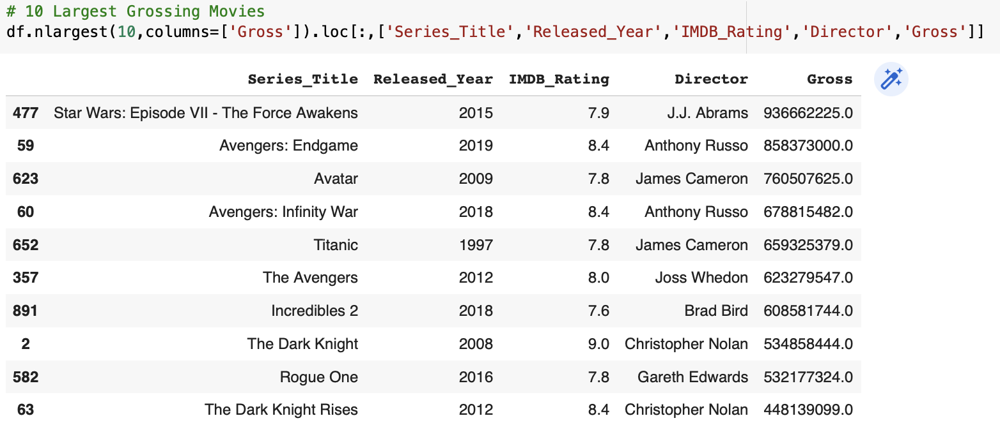 # 10 Largest Grossing Movies
df.nlargest(10,columns=['Gross']).loc[:,['Series_Title','Released_Year','IMDB_Rating','Director','Gross']]
Series_Title Released_Year IMDB_Rating Director Gross
477 Star Wars: Episode VII - The Force Awakens 2015 7.9 J.J. Abrams 936662225.0
59 Avengers: Endgame 2019 8.4 Anthony Russo 858373000.0
623 Avatar 2009 7.8 James Cameron 760507625.0
60 Avengers: Infinity War 2018 8.4 Anthony Russo 678815482.0
652 Titanic 1997 7.8 James Cameron 659325379.0
357 The Avengers 2012 8.0 Joss Whedon 623279547.0
891 Incredibles 2 2018 7.6 Brad Bird 608581744.0
2 The Dark Knight 2008 9.0 Christopher Nolan 534858444.0
582 Rogue One 2016 7.8 Gareth Edwards 532177324.0
63 The Dark Knight Rises 2012 8.4 Christopher Nolan 448139099.0